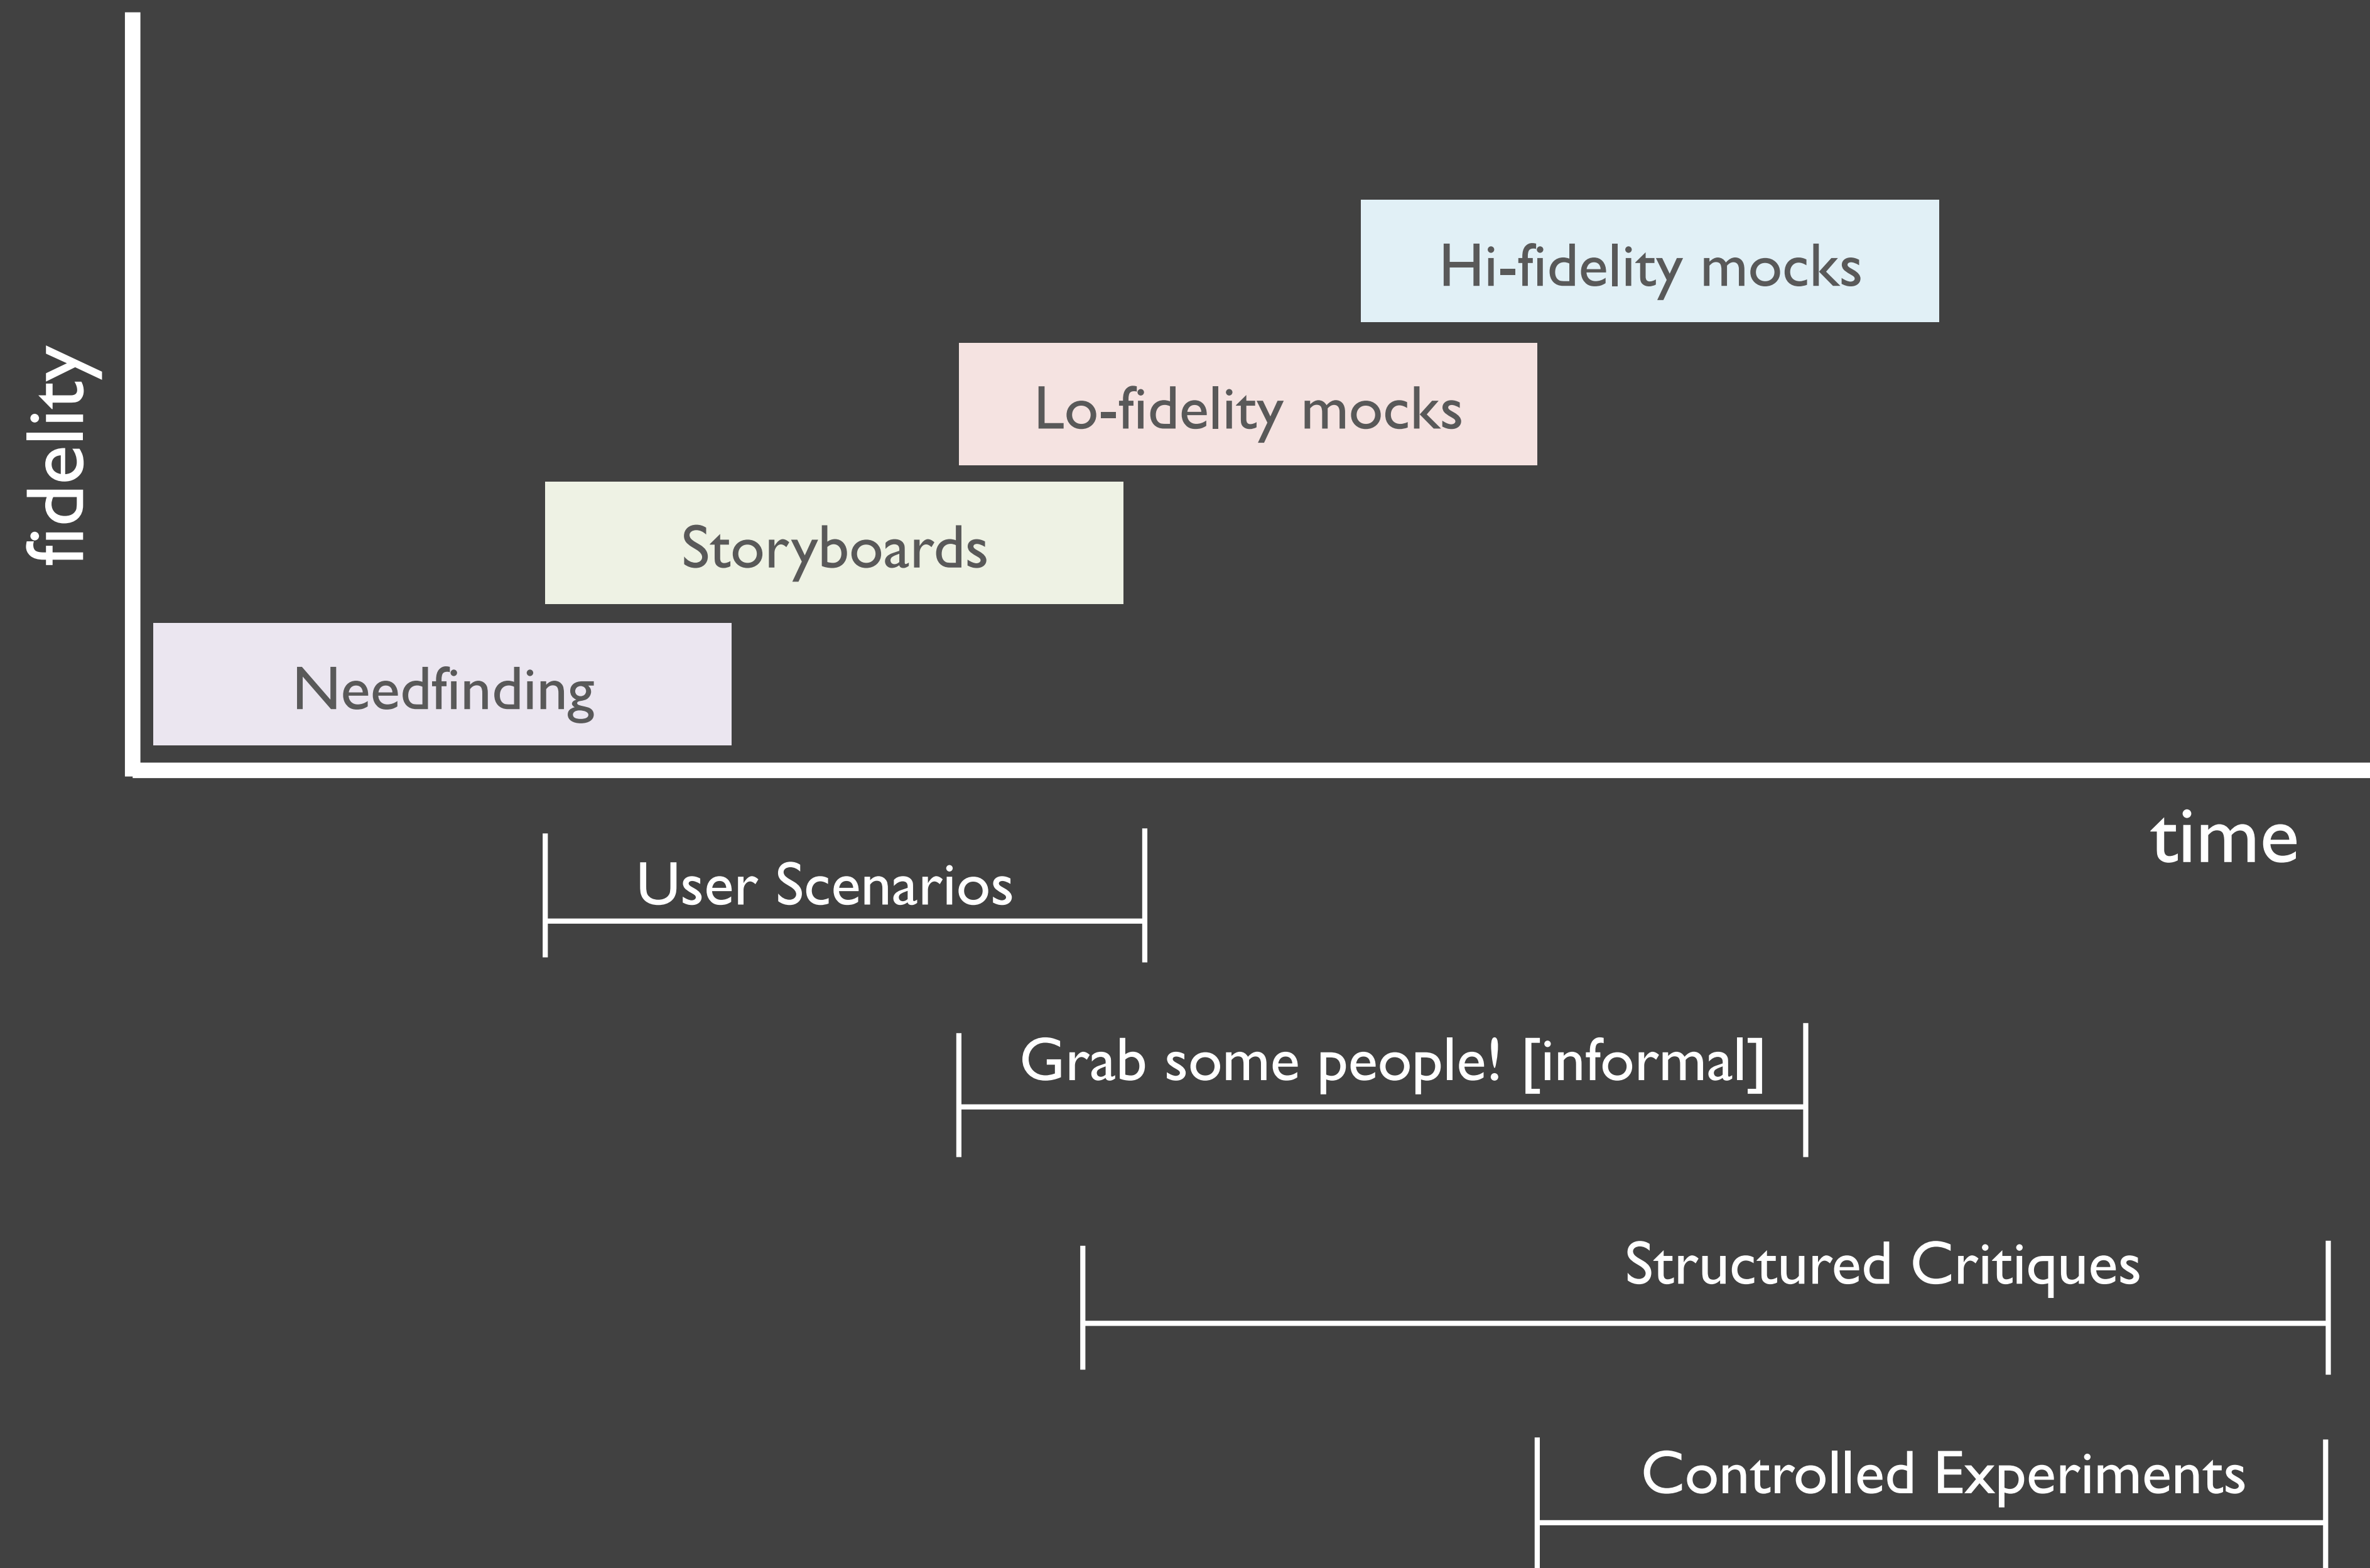 Hi-fidelity mocks
Lo-fidelity mocks
fidelity
Storyboards
Needfinding
time
User Scenarios
Grab some people! [informal]
Structured Critiques
Controlled Experiments